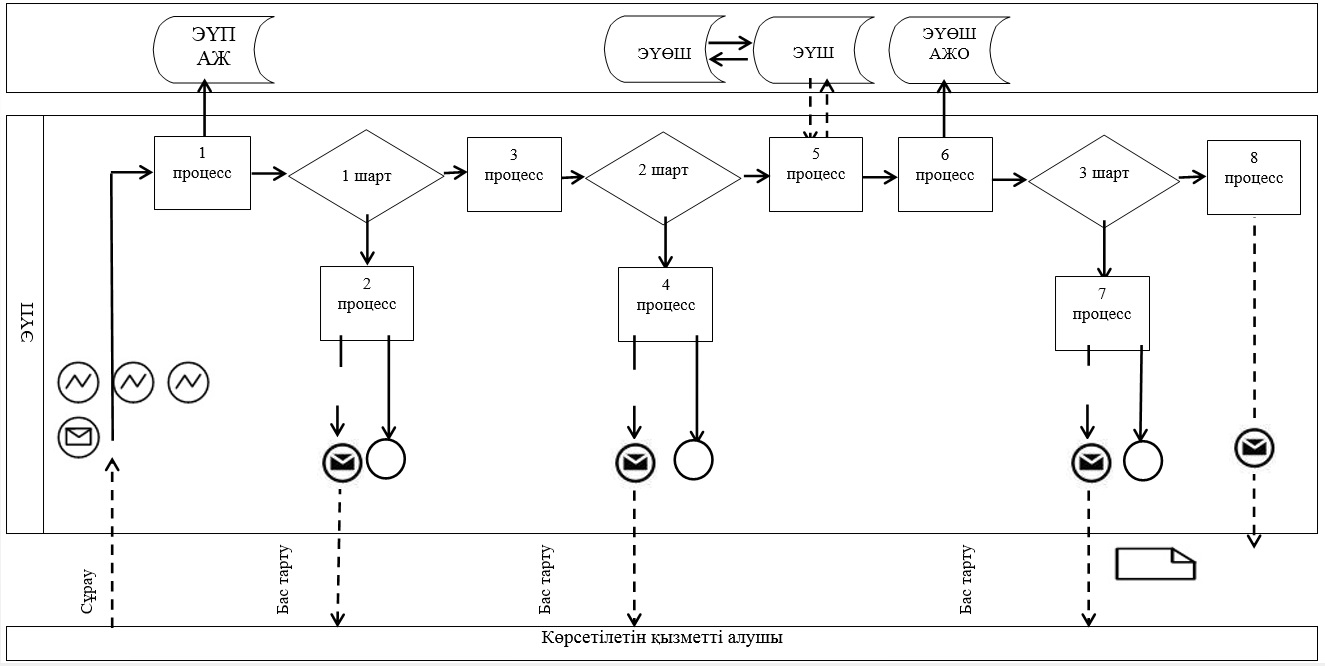 ЭҮП
АЖ
ЭҮӨШ
ЭҮШ
ЭҮӨШ
АЖО
1
процесс
1 шарт
3
процесс
2 шарт
5
процесс
6
процесс
3 шарт
8
процесс
2
процесс
4
процесс
7
процесс
ЭҮП
Сұрау
Бас тарту
Бас тарту
Бас тарту
Көрсетілетін қызметті алушы